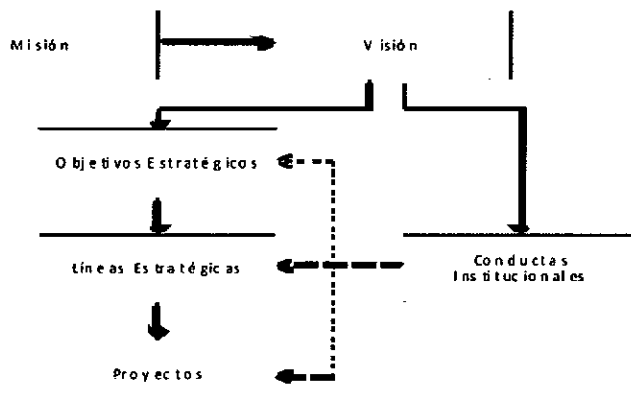 Misión
Visión
Objetivos Estratégicos
Líneas Estratégicas
Conductas
Institucionales
Proyectos